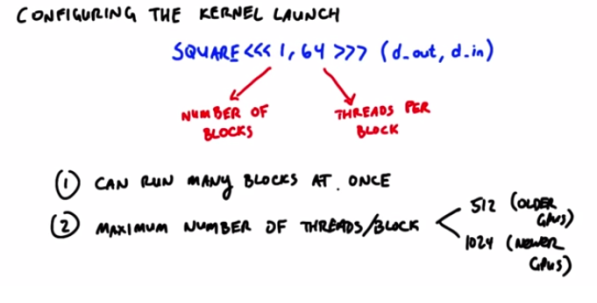 CONFIGURING THE KERNEL LAUNCH
SQUARE <<< 1, 64 >>> (d_out, d_in)
NUMBER OF BLOCKS
THREADS PER BLOCK
① CAN RUN MANY BLOCKS AT. ONCE
② MAXIMUM NUMBER OF THREADS/BLOCK
512 (OLDER GPUS)
1024 (NEWER GPUS)